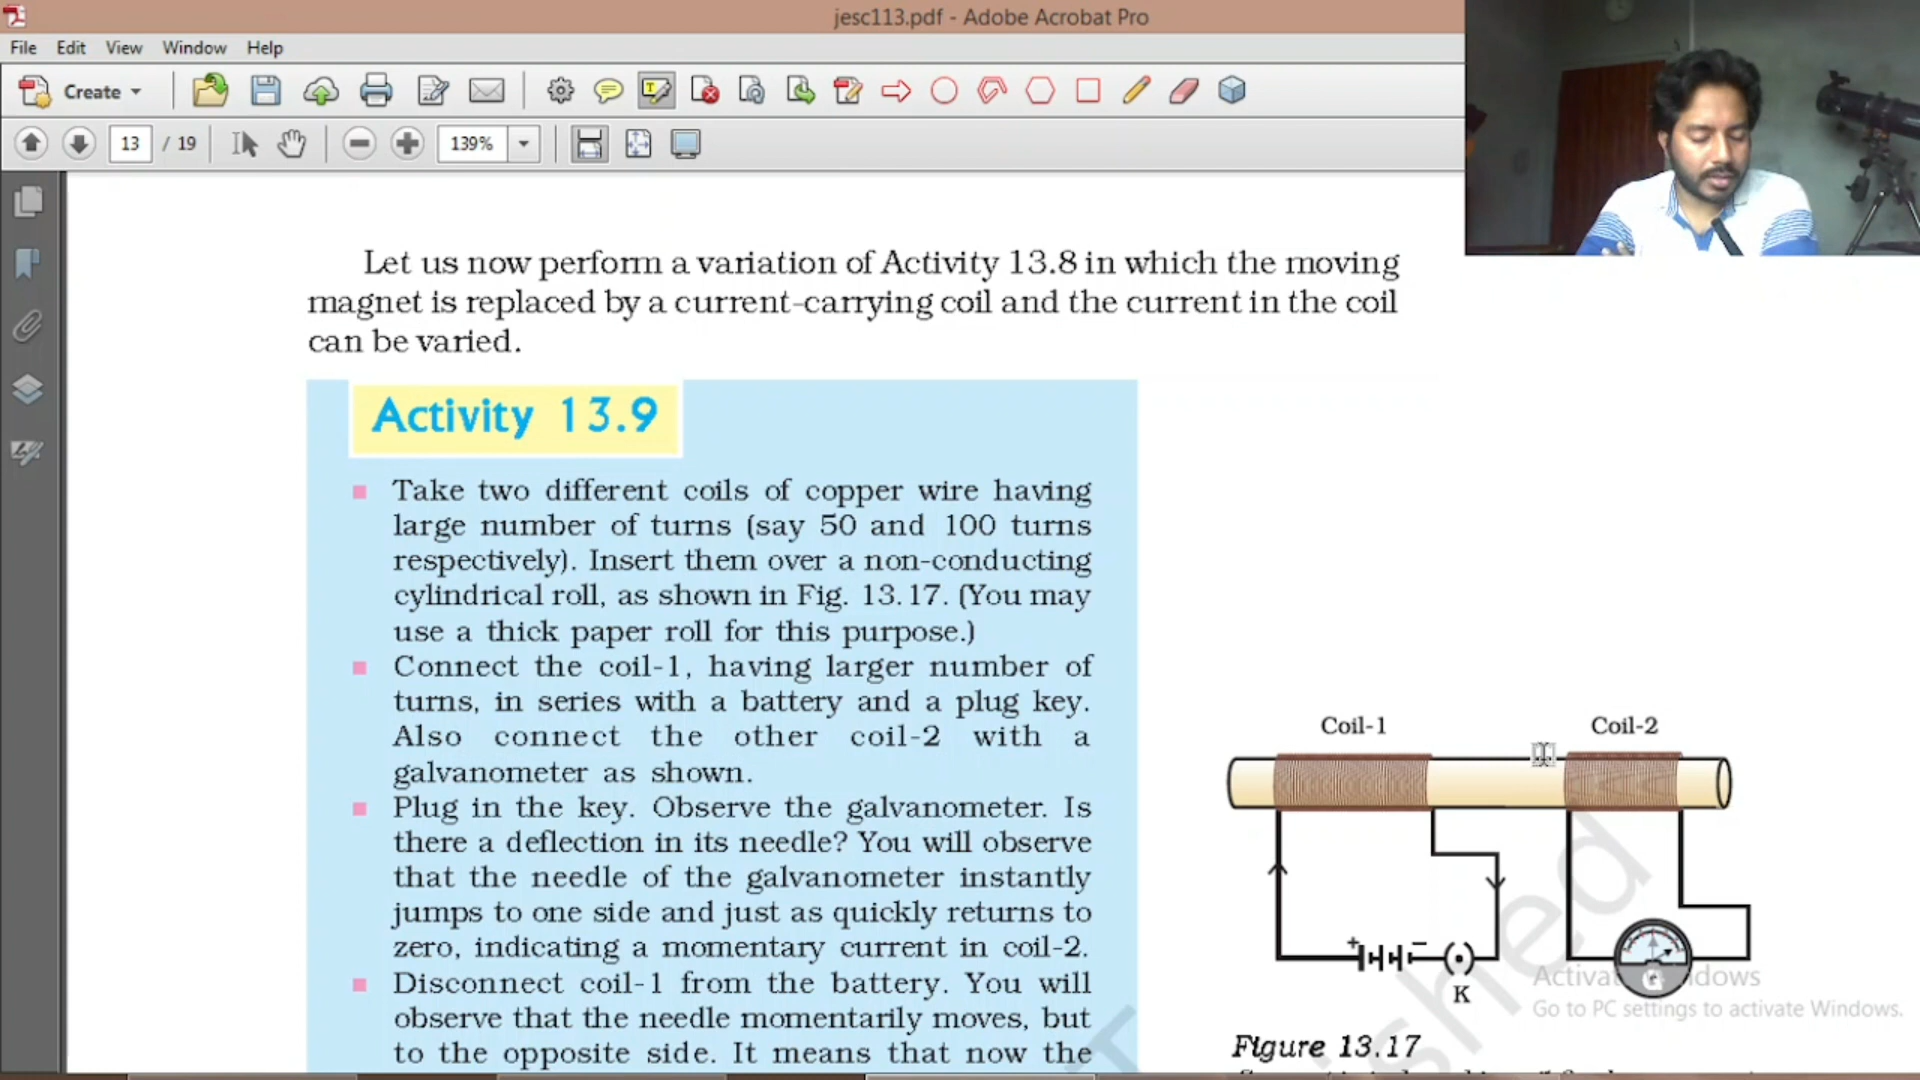 jesc113.pdf - Adobe Acrobat Pro
File Edit View Window Help
Create
13 / 19 139%
Let us now perform a variation of Activity 13.8 in which the moving
magnet is replaced by a current-carrying coil and the current in the coil
can be varied.
Activity 13.9
Take two different coils of copper wire having
large number of turns (say 50 and 100 turns
respectively). Insert them over a non-conducting
cylindrical roll, as shown in Fig. 13.17. (You may
use a thick paper roll for this purpose.)
Connect the coil-1, having larger number of
turns, in series with a battery and a plug key.
Also connect the other coil-2 with a
galvanometer as shown.
Plug in the key. Observe the galvanometer. Is
there a deflection in its needle? You will observe
that the needle of the galvanometer instantly
jumps to one side and just as quickly returns to
zero, indicating a momentary current in coil-2.
Disconnect coil-1 from the battery. You will
observe that the needle momentarily moves, but
to the opposite side. It means that now the
Coil-1 Coil-2
+ −
K
Go to PC settings to activate Windows.
Figure 13.17